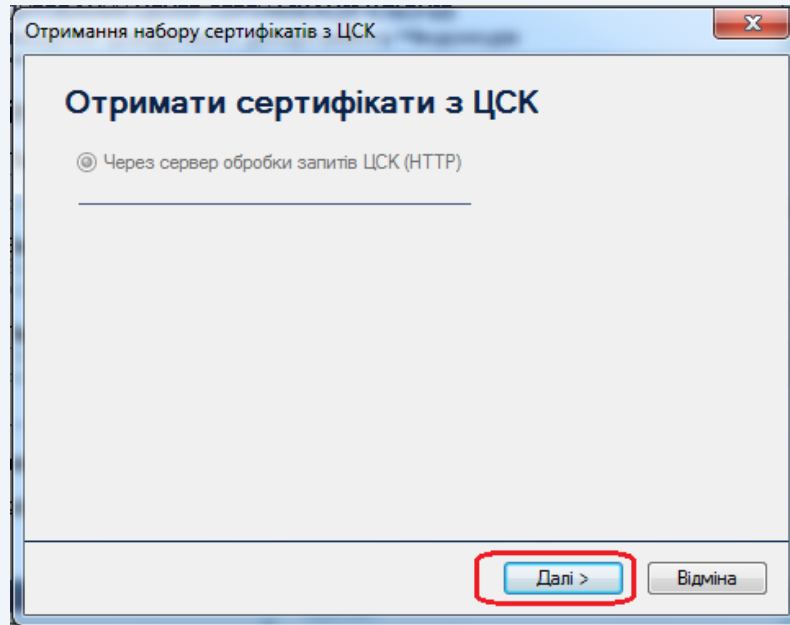 Отримання набору сертифікатів з ЦСК
Отримати сертифікати з ЦСК
Через сервер обробки запитів ЦСК (HTTP)
Далі >
Відміна